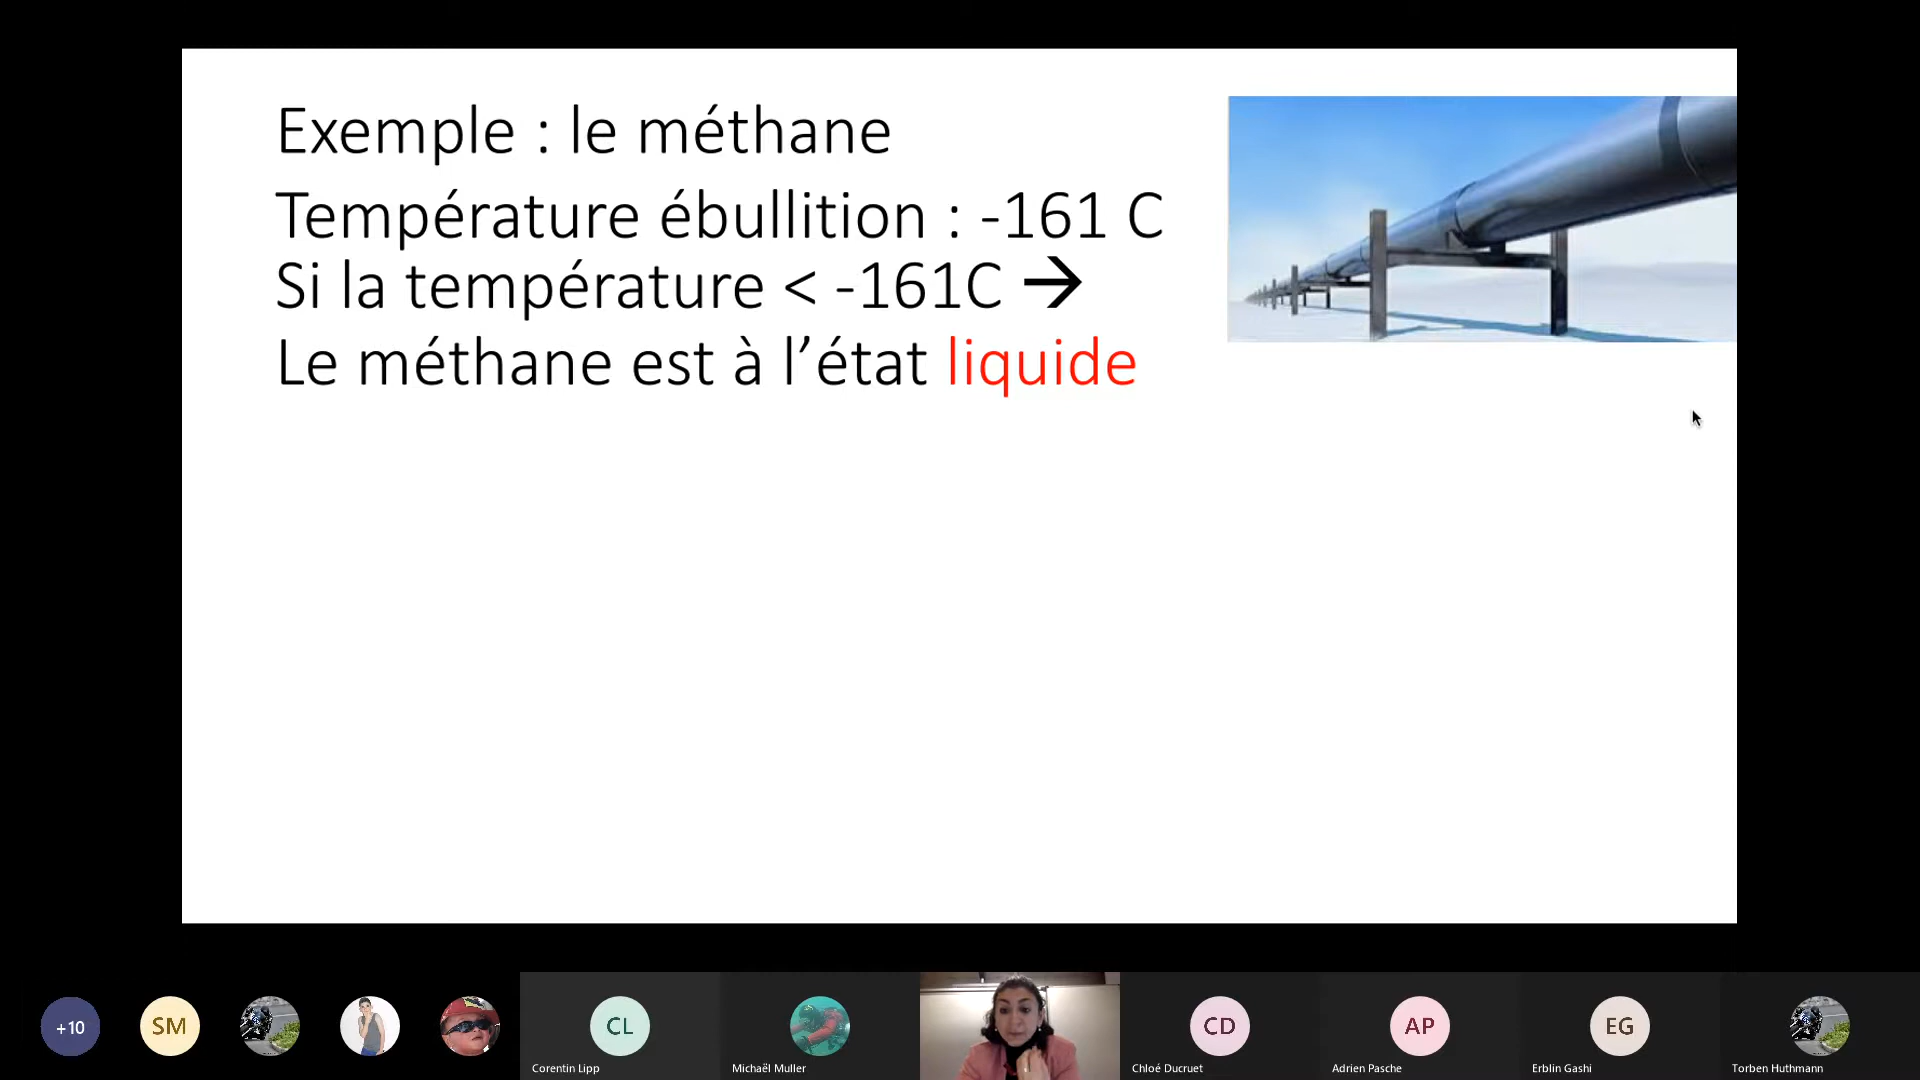 Exemple : le méthane
Température ébullition : -161 C
Si la température < -161C →
Le méthane est à l’état liquide
+10
SM
CL
CD
AP
EG
Corentin Lipp
Michaël Muller
Chloé Ducruet
Adrien Pasche
Erblin Gashi
Torben Huthmann